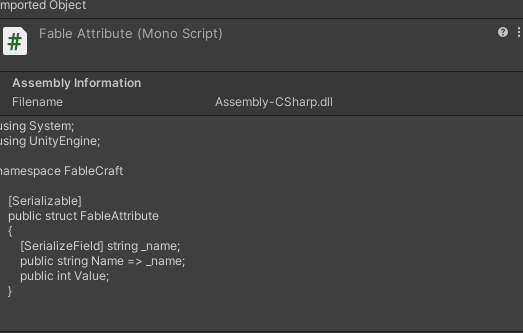 mported Object
# Fable Attribute (Mono Script)
Assembly Information
Filename Assembly-CSharp.dll
using System;
using UnityEngine;
namespace FableCraft
[Serializable]
public struct FableAttribute
{
[SerializeField] string _name;
public string Name => _name;
public int Value;
}